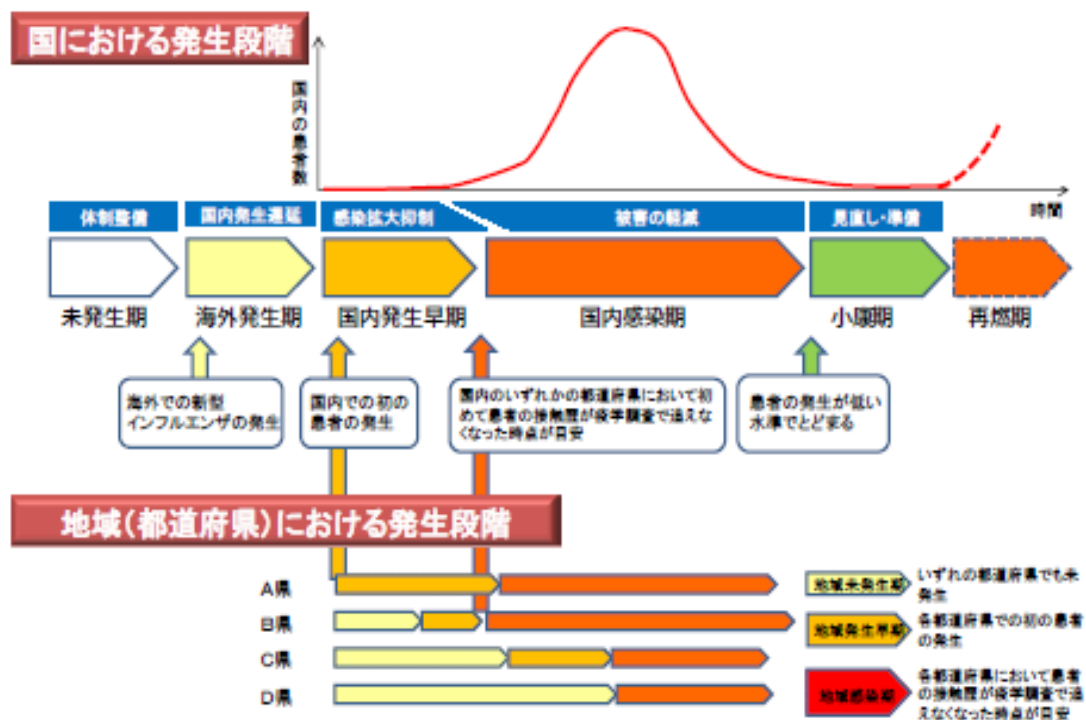 国における発生段階
国内の患者数
時間
体制整備
国内発生遅延
感染拡大抑制
被害の軽減
見直し・準備
未発生期
海外発生期
国内発生早期
国内感染期
小康期
再燃期
海外での新型
インフルエンザの発生
国内での初の
患者の発生
国内のいずれかの都道府県において初
めて患者の接触歴が疫学調査で追えな
くなった時点が目安
患者の発生が低い
水準でとどまる
地域(都道府県)における発生段階
A県
B県
C県
D県
地域未発生期
いずれの都道府県でも未
発生
地域発生早期
各都道府県での初の患者
の発生
地域感染期
各都道府県において患者
の接触歴が疫学調査で追
えなくなった時点が目安